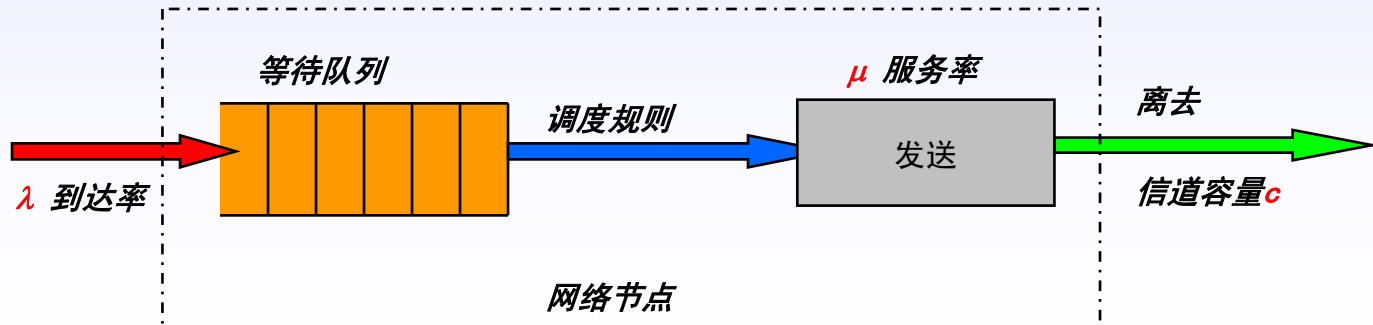 等待队列
μ 服务率
调度规则
离去
发送
λ 到达率
信道容量c
网络节点